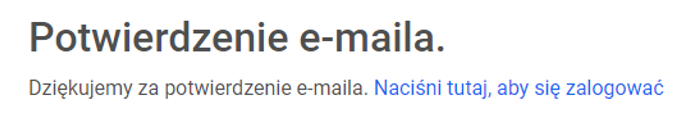 Potwierdzenie e-maila.
Dziękujemy za potwierdzenie e-maila. Naciśni tutaj, aby się zalogować